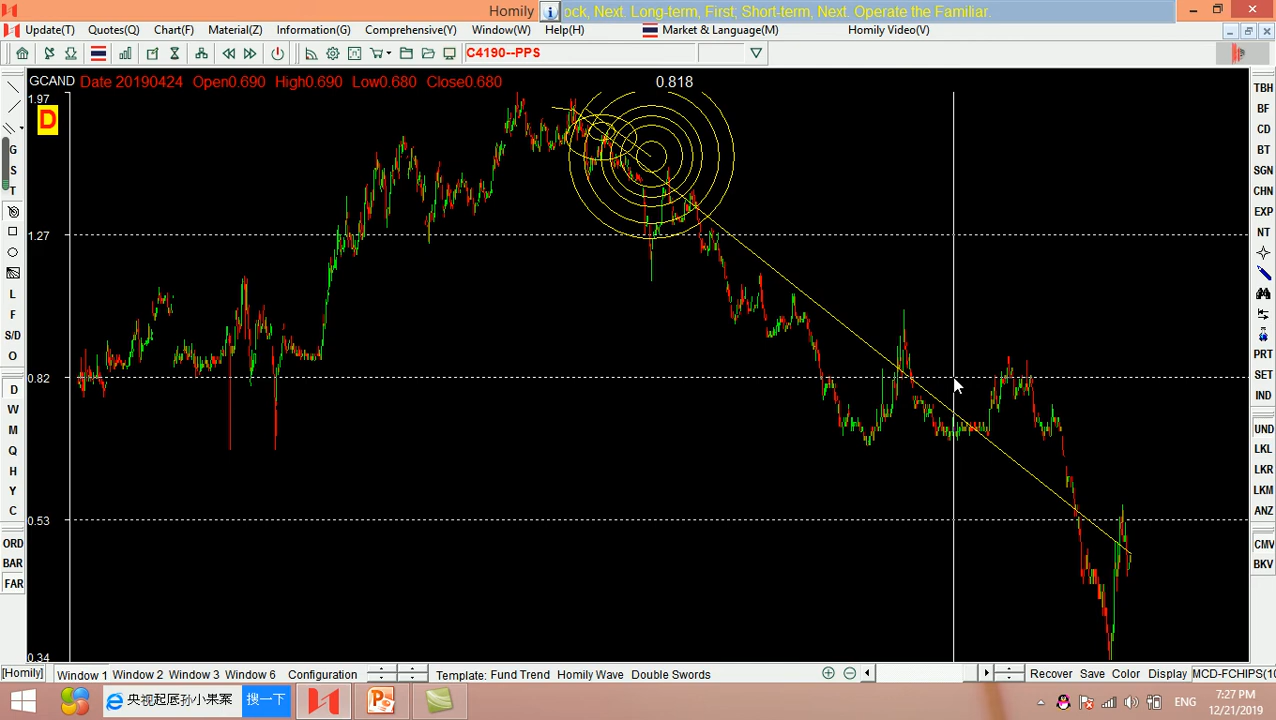 Homily
ock, Next. Long-term, First; Short-term, Next. Operate the Familiar.
Update(T) Quotes(Q) Chart(F) Material(Z) Information(G) Comprehensive(Y) Window(W) Help(H) Market & Language(M) Homily Video(V)
C4190--PPS
GCAND Date 20190424 Open0.690 High0.690 Low0.680 Close0.680 0.818
D
1.97
1.27
0.82
0.53
0.34
G
S
T
L
F
S/D
O
D
W
M
Q
H
Y
C
ORD
BAR
FAR
TBH
BF
CH
BT
SGN
CHN
EXP
NT
PRT
SET
IND
UND
LKL
LKR
LKM
ANZ
CMV
BKV
[Homily] Window 1 Window 2 Window 3 Window 6 Configuration Template: Fund Trend Homily Wave Double Swords Recover Save Color Display MCD-FCHIPS(10
央视起底孙小果案 搜一下 ENG 7:27 PM
12/21/2019